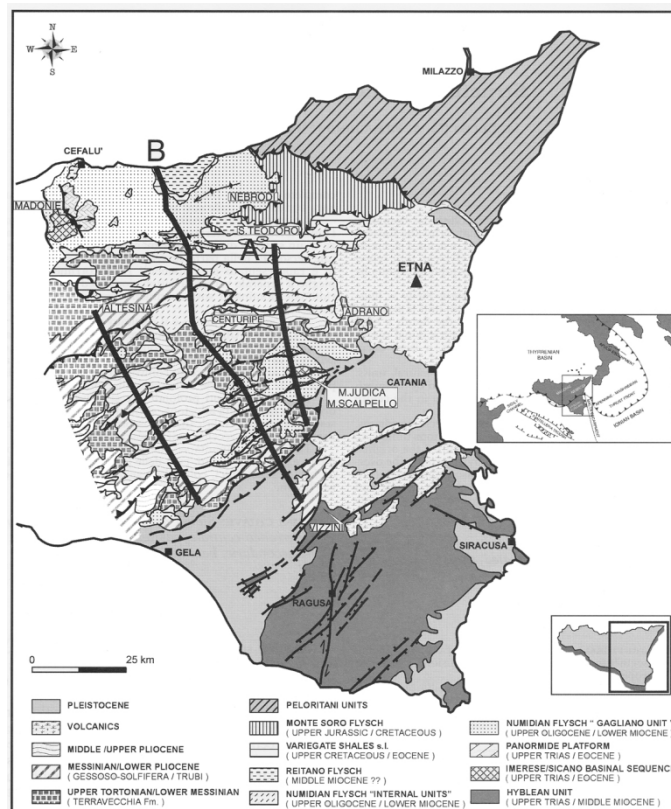 N
W E
S
MILAZZO
CEFALU'
B
NEBRODI
MADONIE
S. TEODORO
A
ETNA
C
ALTESINA
CENTURIPE
ADRANO
CATANIA
M.JUDICA
M.SCALPELLO
TYRRHENIAN
BASIN
IONIAN BASIN
VIZZINI
GELA
SIRACUSA
RAGUSA
0 25 km
PLEISTOCENE
VOLCANICS
MIDDLE /UPPER PLIOCENE
MESSINIAN/LOWER PLIOCENE
( GESSOSO-SOLFIFERA / TRUBI )
UPPER TORTONIAN/LOWER MESSINIAN
( TERRAVECCHIA Fm. )
PELORITANI UNITS
MONTE SORO FLYSCH
( UPPER JURASSIC / CRETACEOUS )
VARIEGATE SHALES s.l.
( UPPER CRETACEOUS / EOCENE )
REITANO FLYSCH
( MIDDLE MIOCENE ?? )
NUMIDIAN FLYSCH "INTERNAL UNITS"
( UPPER OLIGOCENE / LOWER MIOCENE )
NUMIDIAN FLYSCH " GAGLIANO UNIT "
( UPPER OLIGOCENE / LOWER MIOCENE )
PANORMIDE PLATFORM
( UPPER TRIAS / EOCENE )
IMERESE/SICANO BASINAL SEQUENCE
( UPPER TRIAS / EOCENE )
HYBLEAN UNIT
( UPPER TRIAS / MIDDLE MIOCENE )